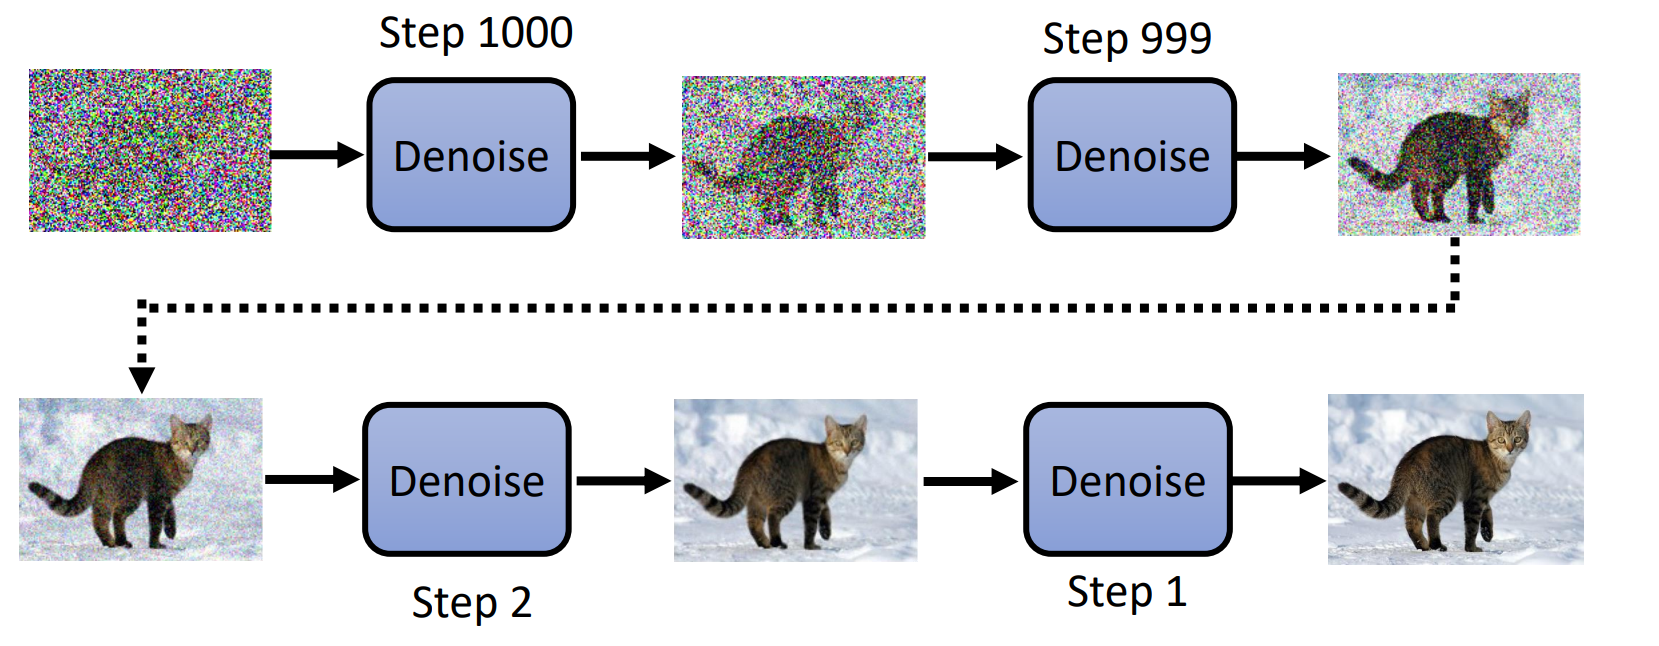 Step 1000
Step 999
Denoise
Denoise
Denoise
Denoise
Step 2
Step 1